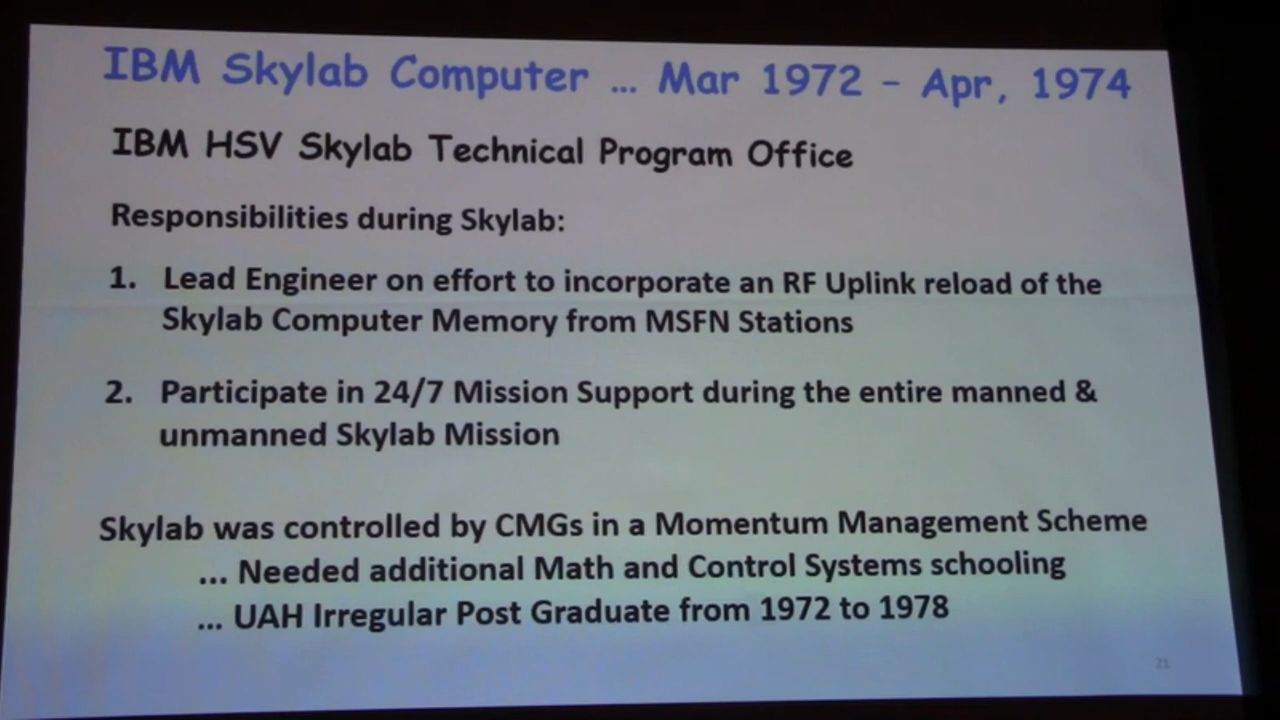 IBM Skylab Computer ... Mar 1972 - Apr, 1974
IBM HSV Skylab Technical Program Office
Responsibilities during Skylab:
1. Lead Engineer on effort to incorporate an RF Uplink reload of the
Skylab Computer Memory from MSFN Stations
2. Participate in 24/7 Mission Support during the entire manned &
unmanned Skylab Mission
Skylab was controlled by CMGs in a Momentum Management Scheme
... Needed additional Math and Control Systems schooling
... UAH Irregular Post Graduate from 1972 to 1978
21